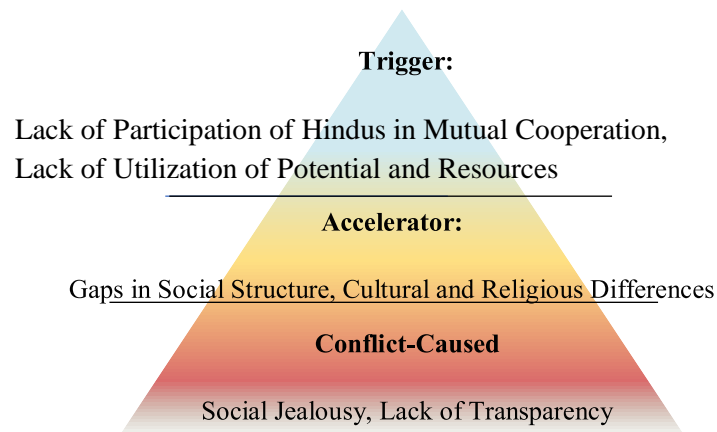 Trigger:
Lack of Participation of Hindus in Mutual Cooperation,
Lack of Utilization of Potential and Resources
Accelerator:
Gaps in Social Structure, Cultural and Religious Differences
Conflict-Caused
Social Jealousy, Lack of Transparency